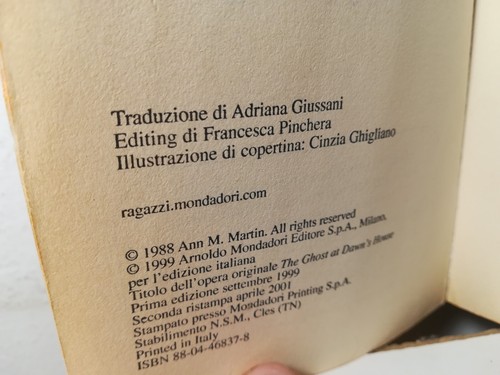 Traduzione di Adriana Giussani
Editing di Francesca Pinchera
Illustrazione di copertina: Cinzia Ghigliano
ragazzi.mondadori.com
© 1988 Ann M. Martin. All rights reserved
© 1999 Arnoldo Mondadori Editore S.p.A., Milano,
per l'edizione italiana
Titolo dell'opera originale The Ghost at Dawn's House
Prima edizione settembre 1999
Seconda ristampa aprile 2001
Stampato presso Mondadori Printing S.p.A.
Stabilimento N.S.M., Cles (TN)
Printed in Italy
ISBN 88-04-46837-8